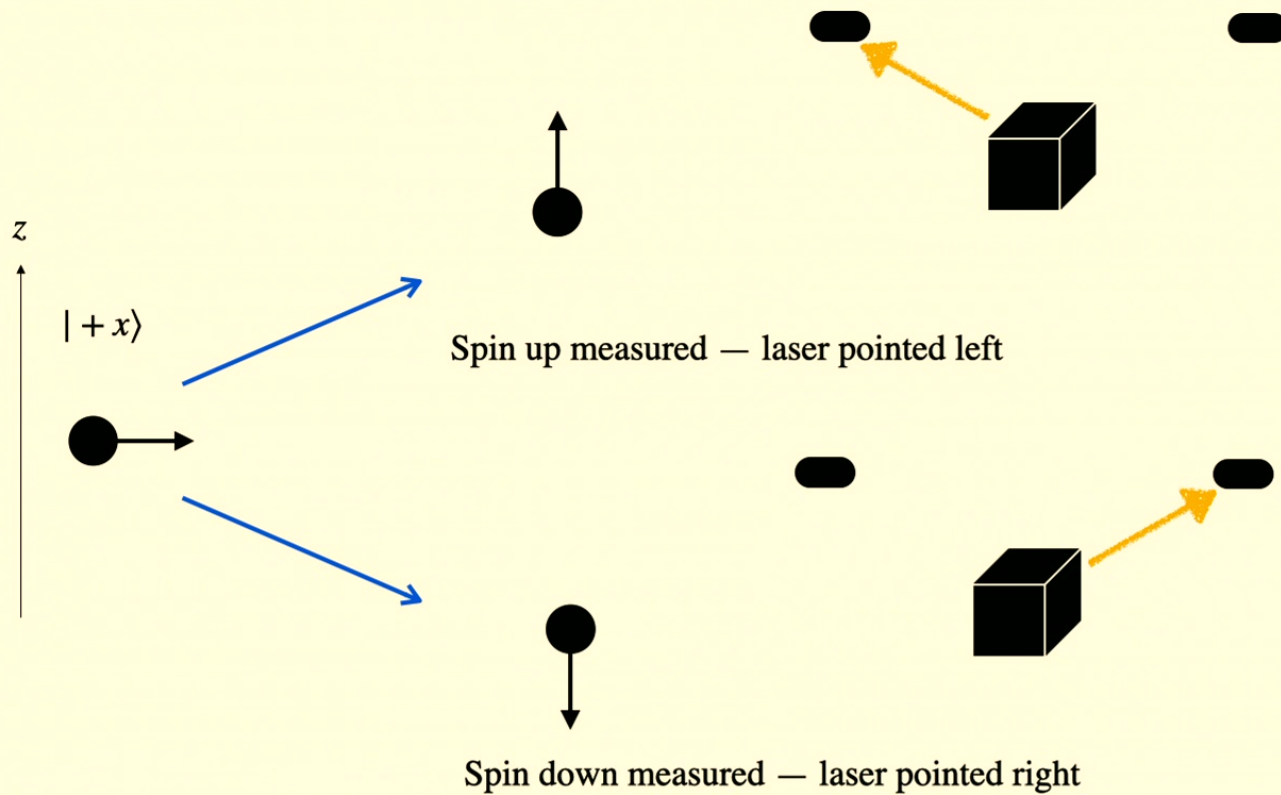 z
| + x⟩
Spin up measured — laser pointed left
Spin down measured — laser pointed right